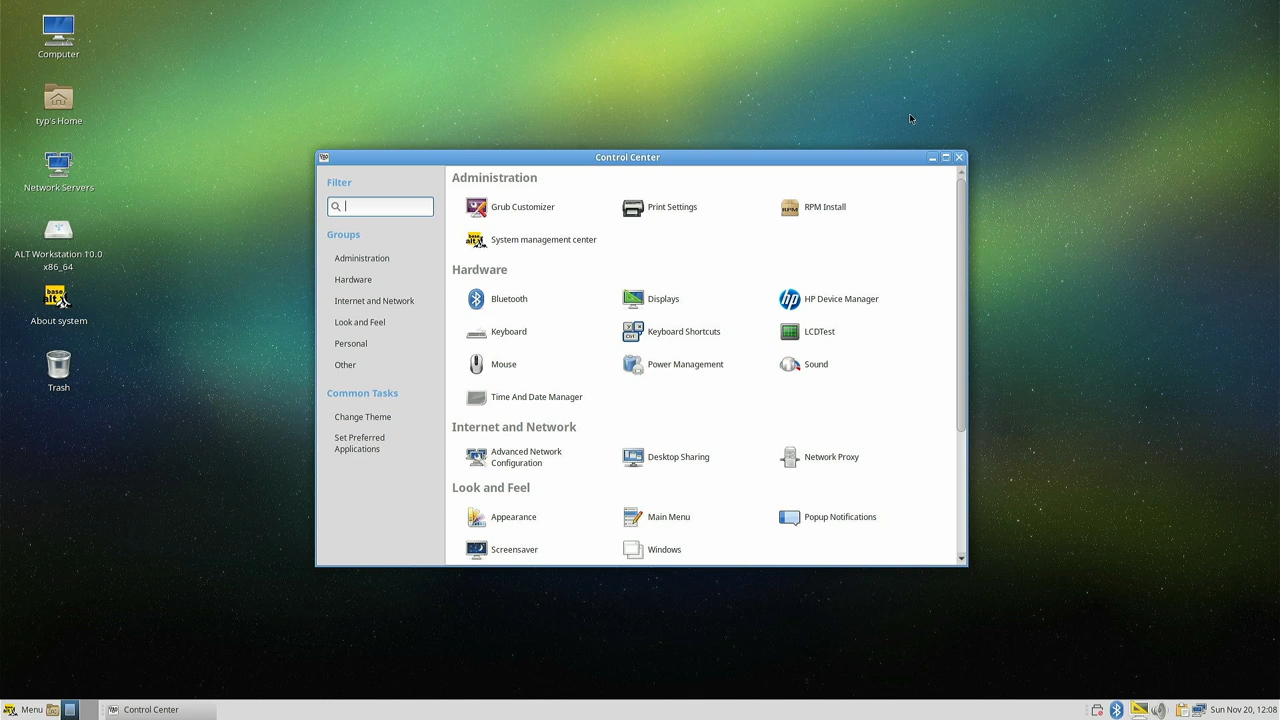 Computer
typ's Home
Network Servers
ALT Workstation 10.0
x86_64
About system
Trash
Control Center
Filter
Groups
Administration
Hardware
Internet and Network
Look and Feel
Personal
Other
Common Tasks
Change Theme
Set Preferred
Applications
Administration
Grub Customizer
Print Settings
RPM Install
System management center
Hardware
Bluetooth
Displays
HP Device Manager
Keyboard
Keyboard Shortcuts
LCDTest
Mouse
Power Management
Sound
Time And Date Manager
Internet and Network
Advanced Network
Configuration
Desktop Sharing
Network Proxy
Look and Feel
Appearance
Main Menu
Popup Notifications
Screensaver
Windows
Menu
Control Center
Sun Nov 20, 12:08